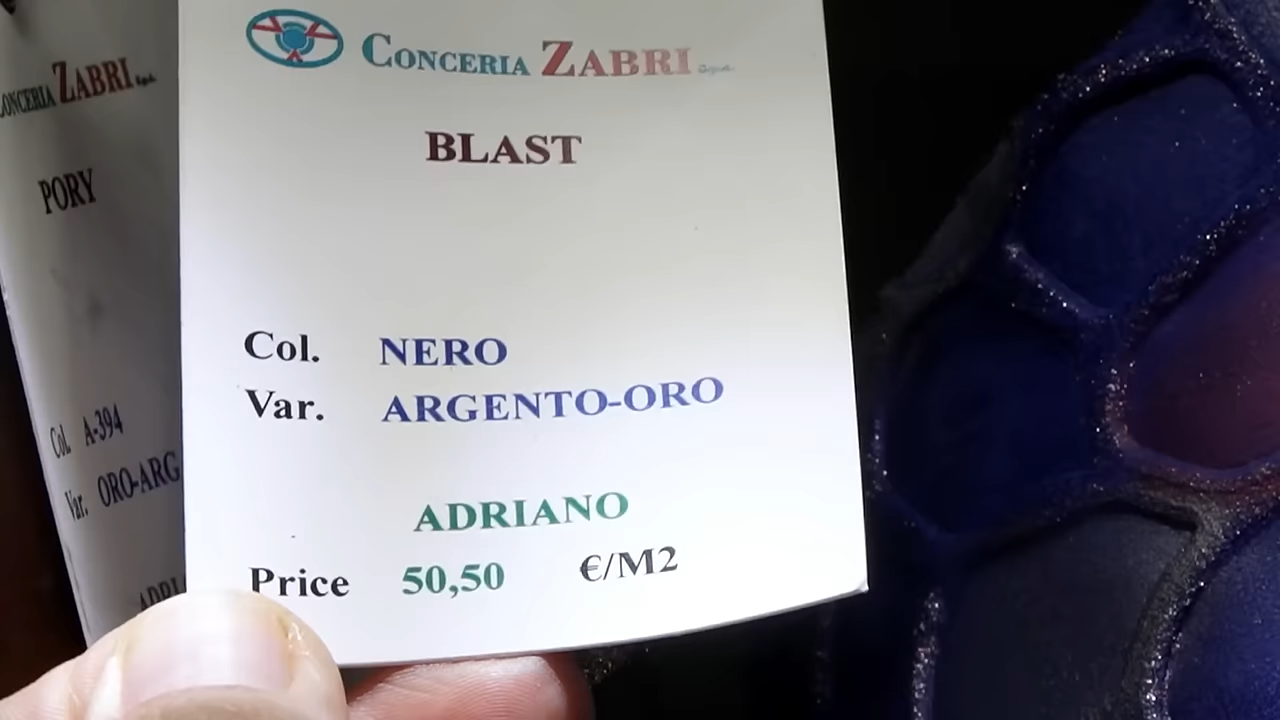 CONCERIA ZABRI S.p.A.
BLAST
Col. NERO
Var. ARGENTO-ORO
ADRIANO
Price 50,50 €/M2
CONCERIA ZABRI S.p.A.
PORY
Col. A-394
Var. ORO-ARG
ADRI